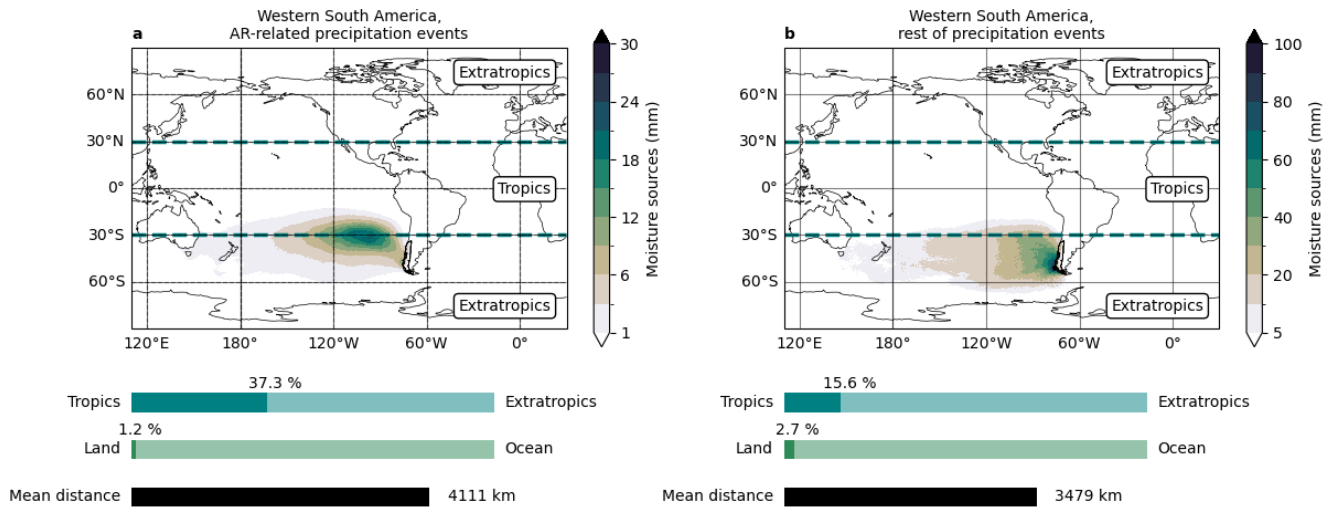 Western South America,
AR-related precipitation events
a
Extratropics
60°N
30°N
0°
Tropics
30°S
60°S
Extratropics
120°E 180° 120°W 60°W 0°
30
24
18
12
6
1
Moisture sources (mm)
37.3 %
Tropics Extratropics
1.2 %
Land Ocean
Mean distance 4111 km
Western South America,
rest of precipitation events
b
Extratropics
60°N
30°N
0°
Tropics
30°S
60°S
Extratropics
120°E 180° 120°W 60°W 0°
100
80
60
40
20
5
Moisture sources (mm)
15.6 %
Tropics Extratropics
2.7 %
Land Ocean
Mean distance 3479 km